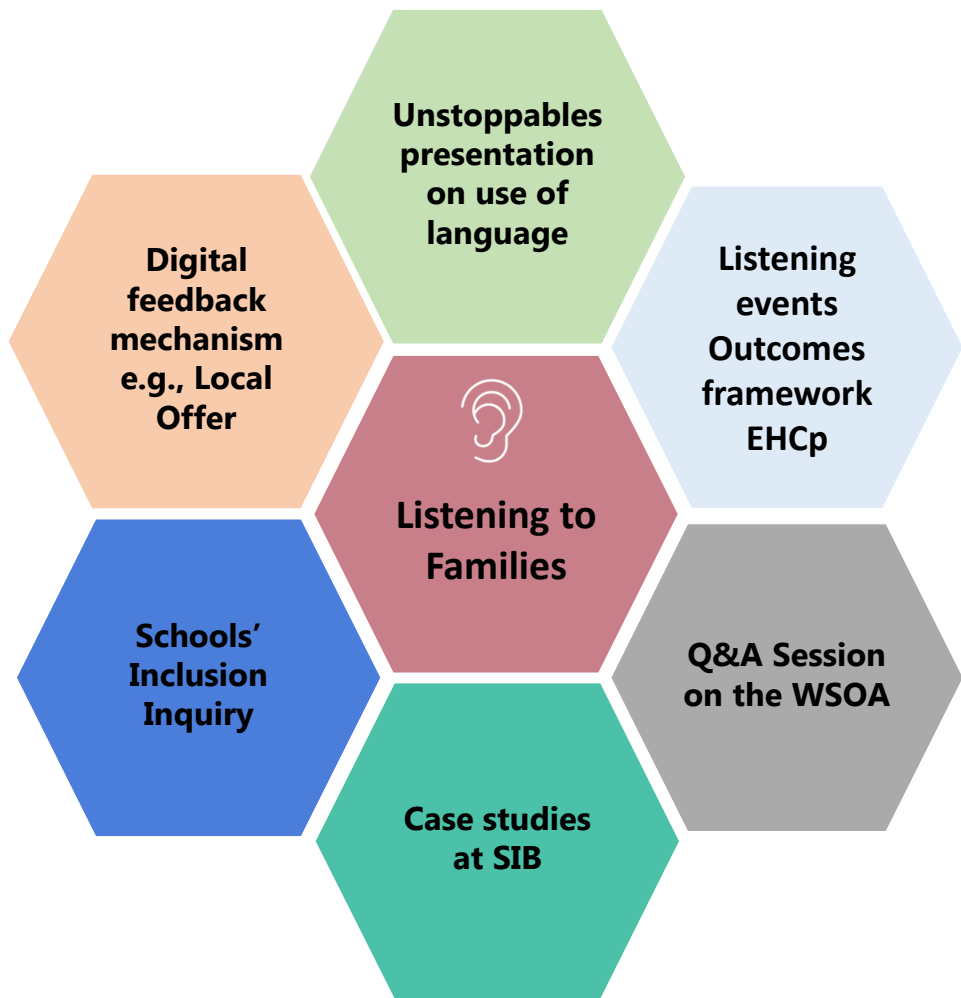 Unstoppables
presentation
on use of
language
Digital
feedback
mechanism
e.g., Local
Offer
Listening
events
Outcomes
framework
EHCp
Listening to
Families
Schools’
Inclusion
Inquiry
Q&A Session
on the WSOA
Case studies
at SIB